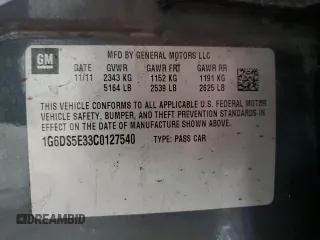 GM
MFD BY GENERAL MOTORS LLC
DATE GVWR GAWR FRT GAWR RR
11/11 2343 KG 1152 KG 1191 KG
5164 LB 2539 LB 2625 LB
THIS VEHICLE CONFORMS TO ALL APPLICABLE U.S. FEDERAL MOTOR
VEHICLE SAFETY, BUMPER, AND THEFT PREVENTION STANDARDS
IN EFFECT ON THE DATE OF MANUFACTURE SHOWN ABOVE.
1G6DS5E33C0127540 TYPE: PASS CAR
AUTOHELPERBOT.COM